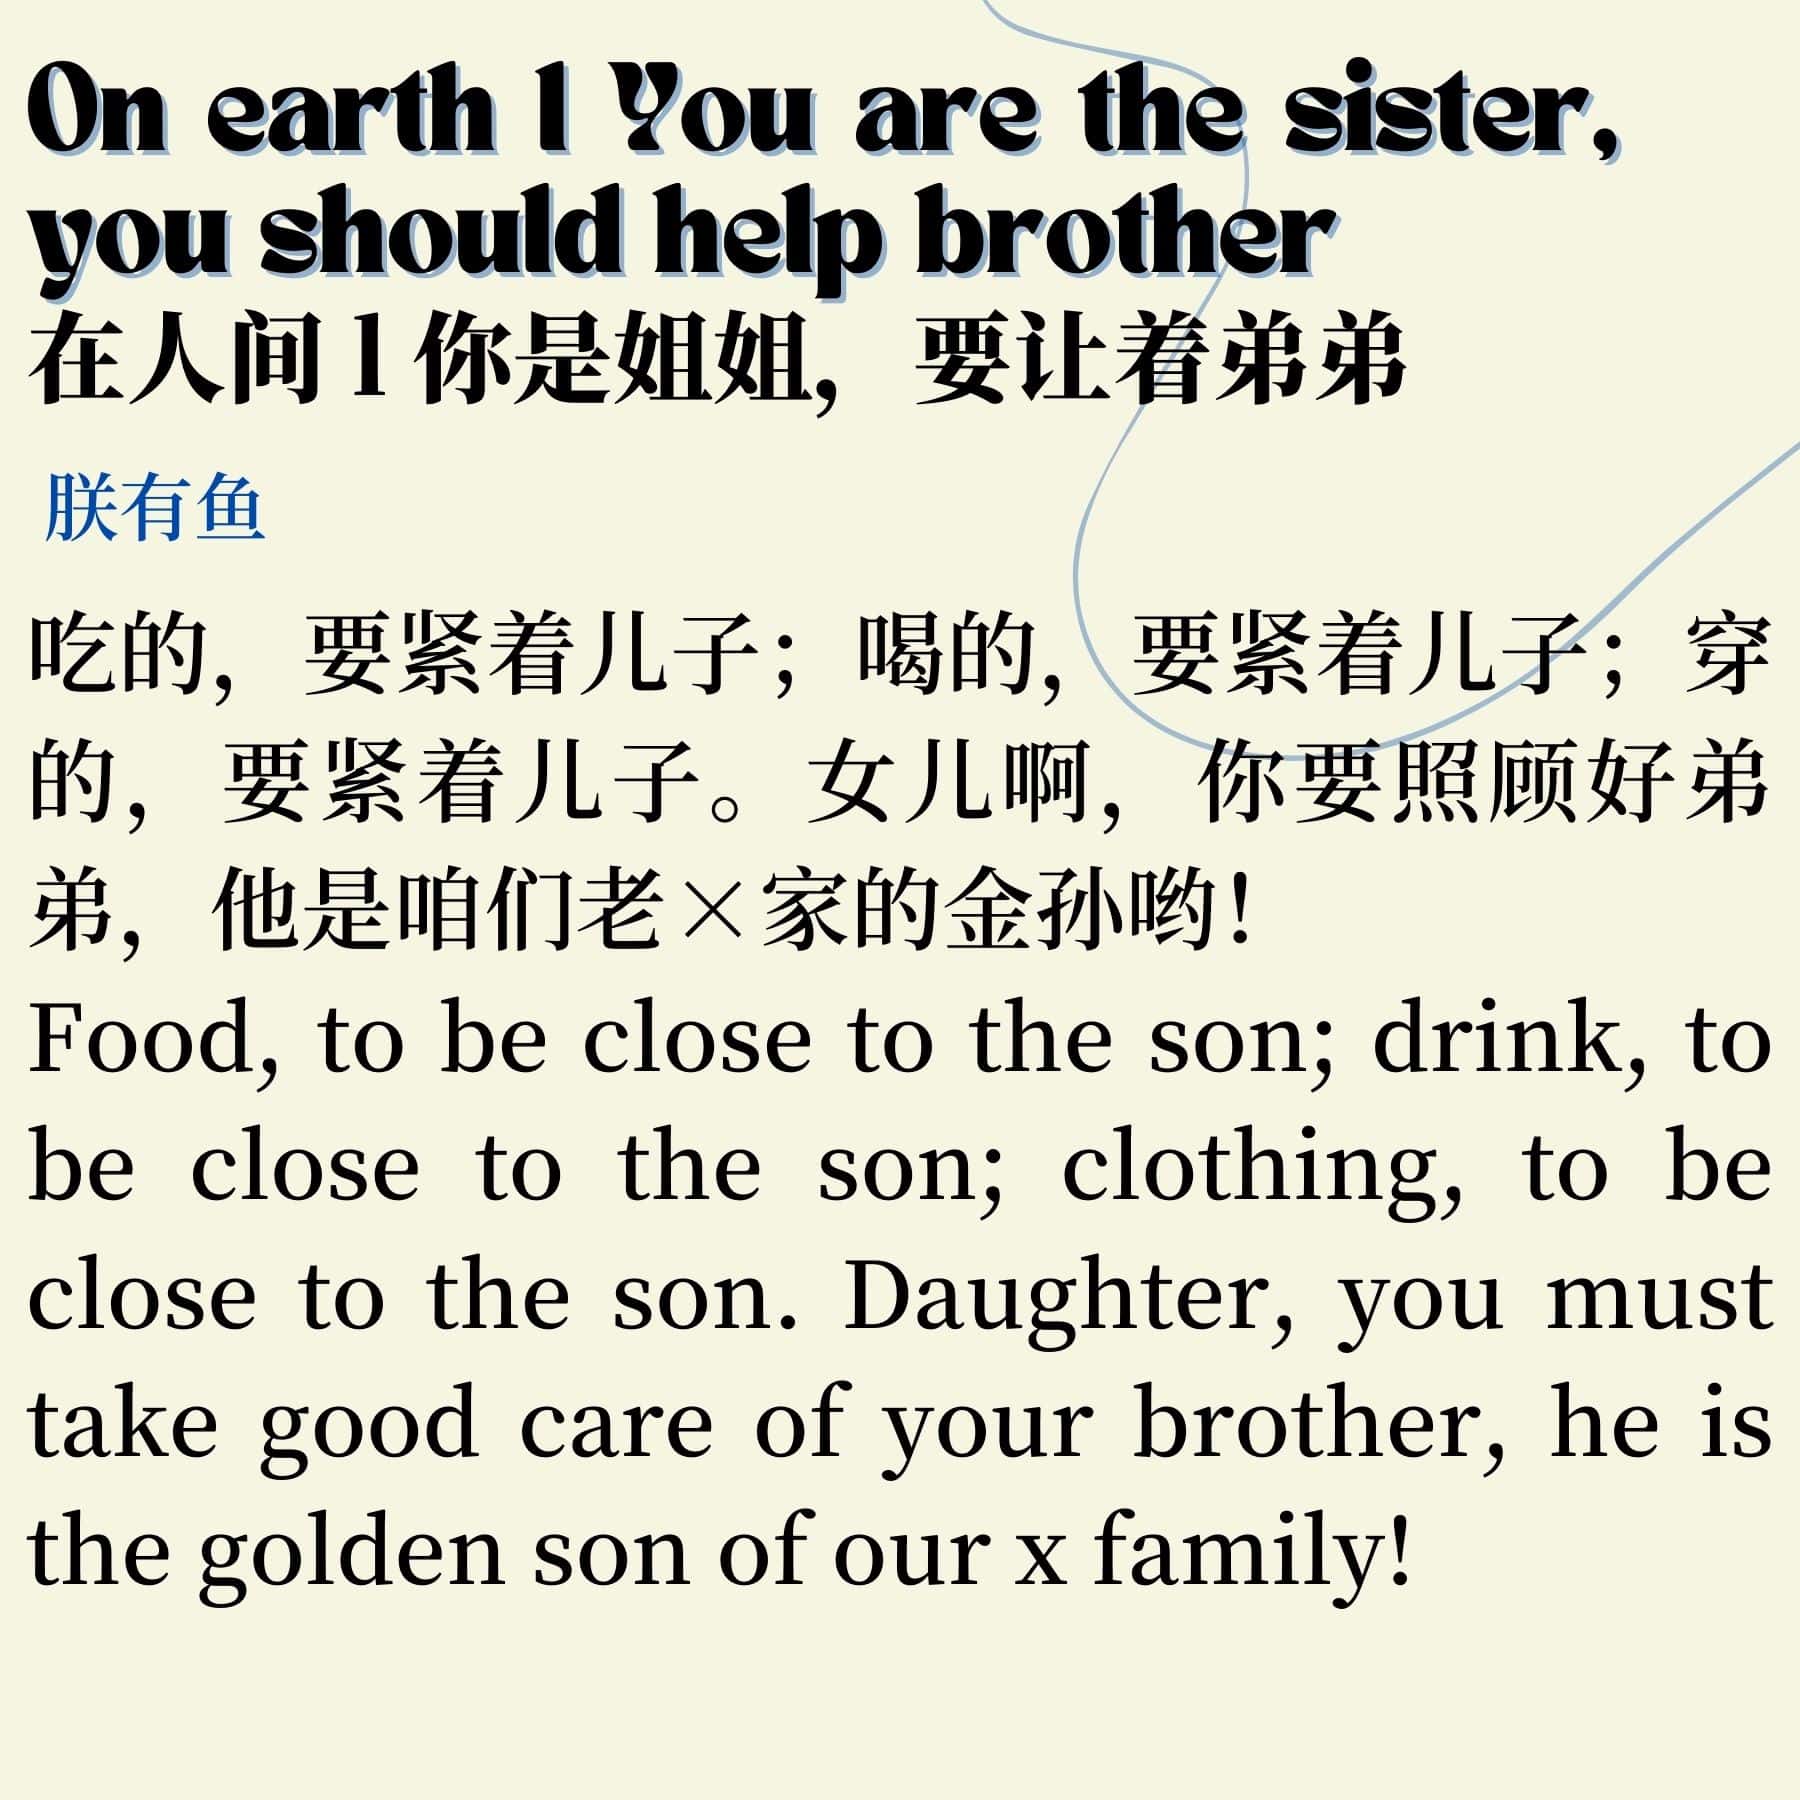 On earth l You are the sister,
you should help brother
在人间 l 你是姐姐，要让着弟弟
朕有鱼
吃的，要紧着儿子；喝的，要紧着儿子；穿
的，要紧着儿子。女儿啊，你要照顾好弟
弟，他是咱们老×家的金孙哟！
Food, to be close to the son; drink, to
be close to the son; clothing, to be
close to the son. Daughter, you must
take good care of your brother, he is
the golden son of our x family!